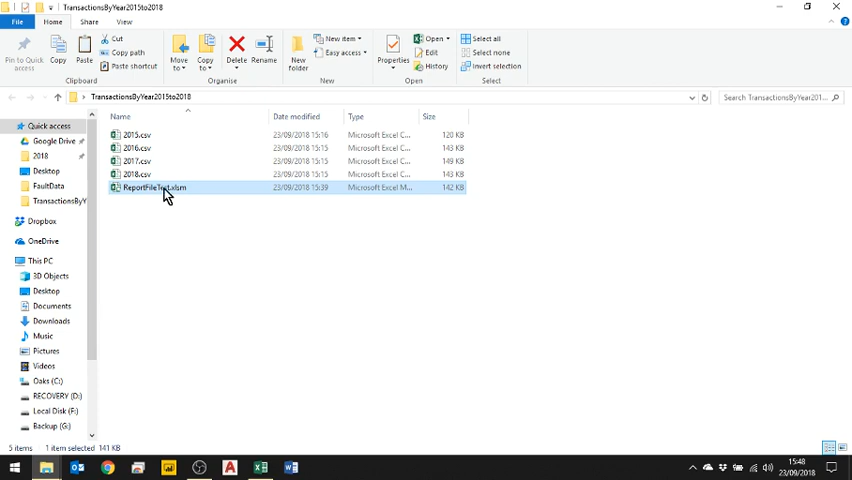 TransactionsByYear2015to2018
File
Home
Share
View
Pin to Quick access
Copy
Paste
Cut
Copy path
Paste shortcut
Clipboard
Move to
Copy to
Delete
Rename
Organise
New folder
New item
Easy access
New
Properties
Open
Edit
History
Open
Select all
Select none
Invert selection
Select
TransactionsByYear2015to2018
Search TransactionsByYear201...
Name
Date modified
Type
Size
2015.csv 23/09/2018 15:16 Microsoft Excel C... 120 KB
2016.csv 23/09/2018 15:15 Microsoft Excel C... 143 KB
2017.csv 23/09/2018 15:15 Microsoft Excel C... 149 KB
2018.csv 23/09/2018 15:15 Microsoft Excel C... 143 KB
ReportFileTest.xlsm 23/09/2018 15:39 Microsoft Excel M... 142 KB
Quick access
Google Drive
2018
Desktop
FaultData
TransactionsByY
Dropbox
OneDrive
This PC
3D Objects
Desktop
Documents
Downloads
Music
Pictures
Videos
Oaks (C:)
RECOVERY (D:)
Local Disk (F:)
Backup (G:)
5 items 1 item selected 141 KB
15:48
23/09/2018